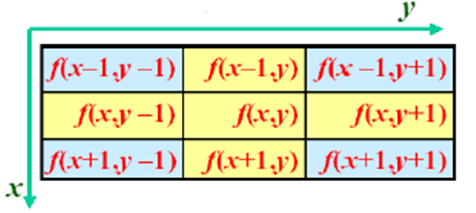 y
f(x–1,y –1) f(x–1,y) f(x –1,y+1)
f(x,y –1) f(x,y) f(x,y+1)
f(x+1,y –1) f(x+1,y) f(x+1,y+1)
x